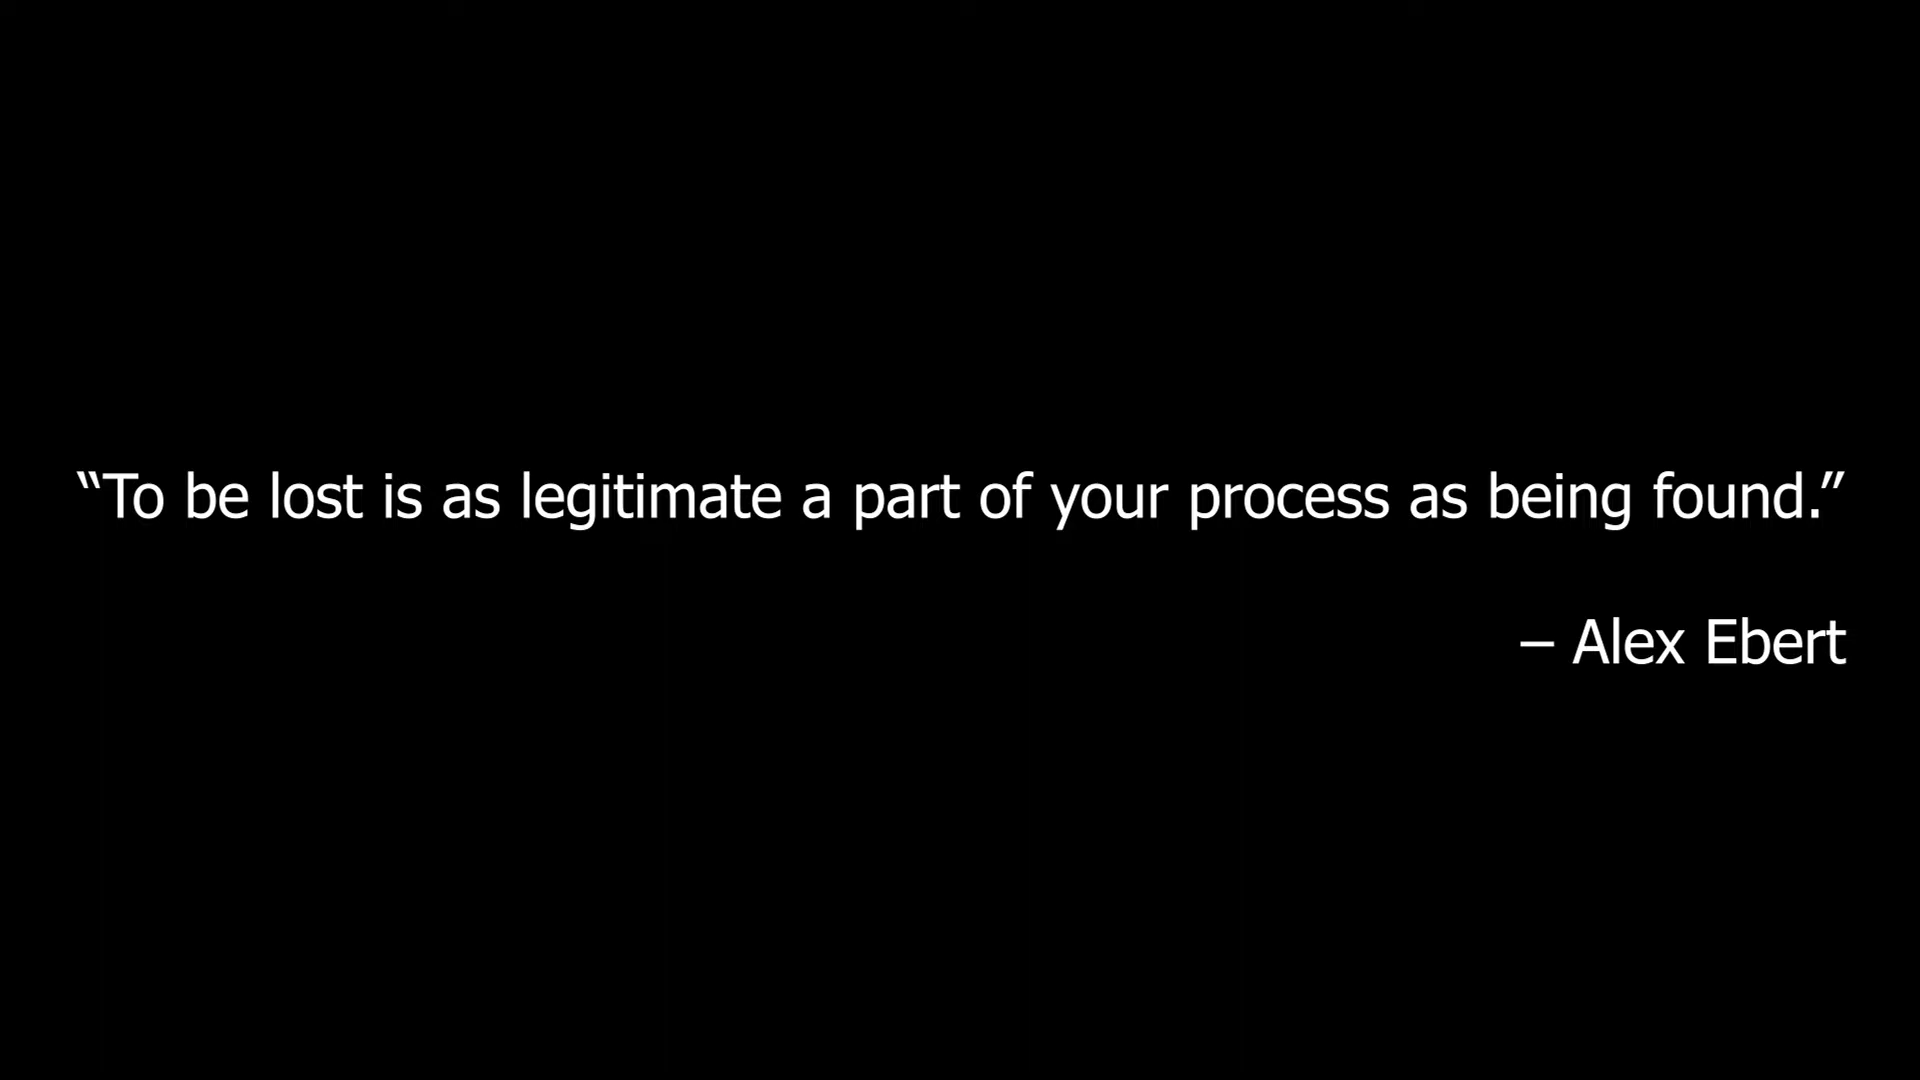 “To be lost is as legitimate a part of your process as being found.”
– Alex Ebert